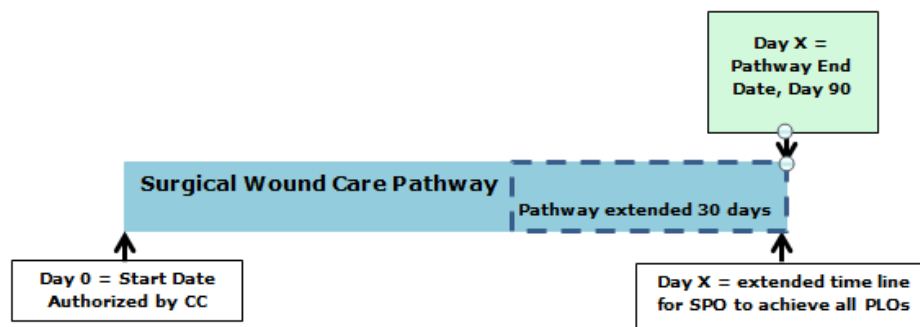 Day X =
Pathway End
Date, Day 90
Surgical Wound Care Pathway
Pathway extended 30 days
Day 0 = Start Date
Authorized by CC
Day X = extended time line
for SPO to achieve all PLOs